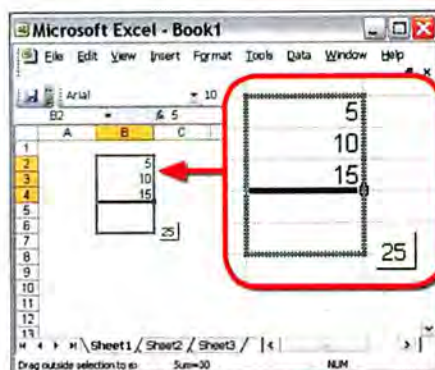 Microsoft Excel - Book1
File Edit View Insert Format Tools Data Window Help
Arial 10
B2 fx 5
A B C
1
2 5
3 10
4 15
5
6
7
8
9
10
11
12
13
25
5
10
15
25
Sheet1 / Sheet2 / Sheet3 /
Drag outside selection to ex Sum=30 NUM